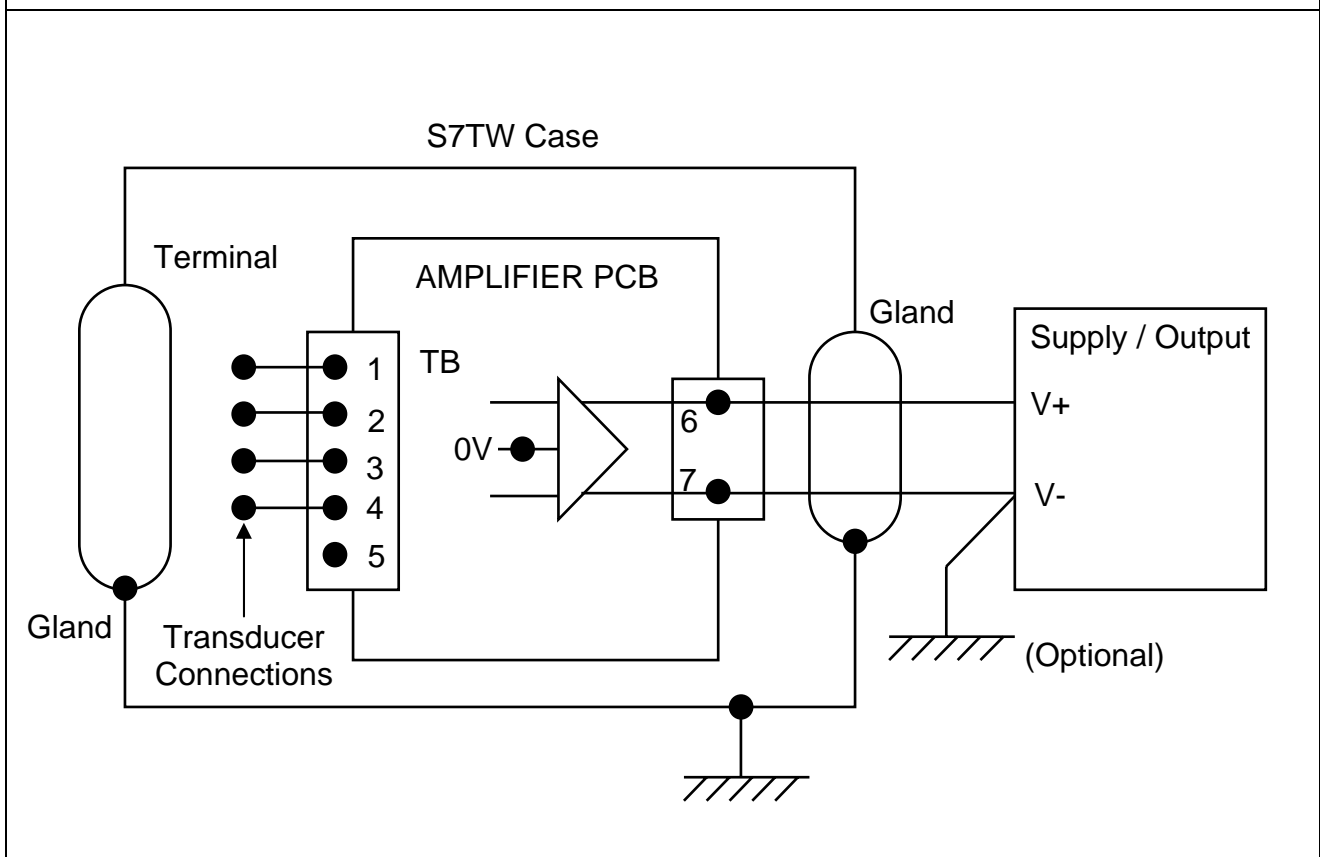 S7TW Case
Terminal
AMPLIFIER PCB
Gland
Supply / Output
TB
1
2
3
4
5
0V
6
7
V+
V-
Gland
Transducer
Connections
(Optional)